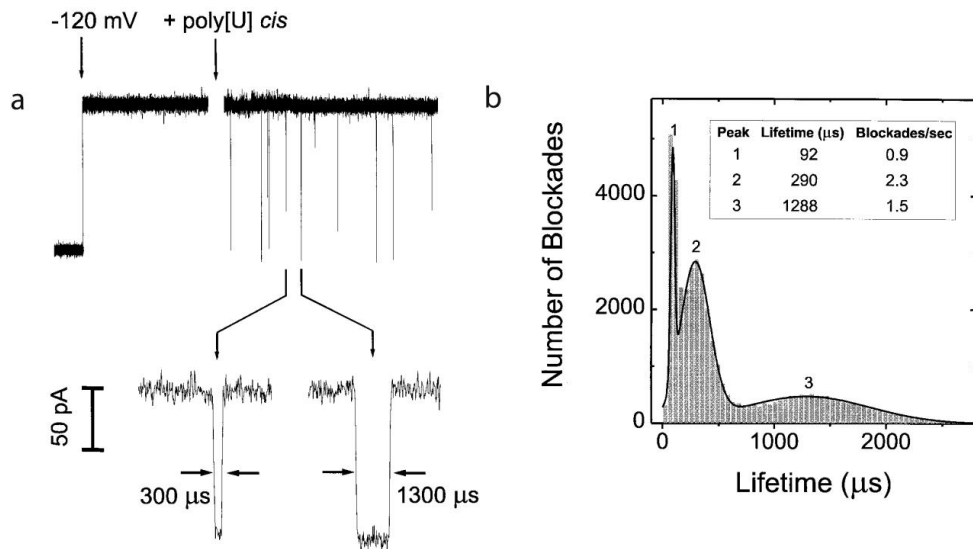 -120 mV + poly[U] cis
a
50 pA
300 μs
1300 μs
b
Number of Blockades
4000
2000
0
Peak Lifetime (μs) Blockades/sec
1 92 0.9
2 290 2.3
3 1288 1.5
1
2
3
0 1000 2000
Lifetime (μs)